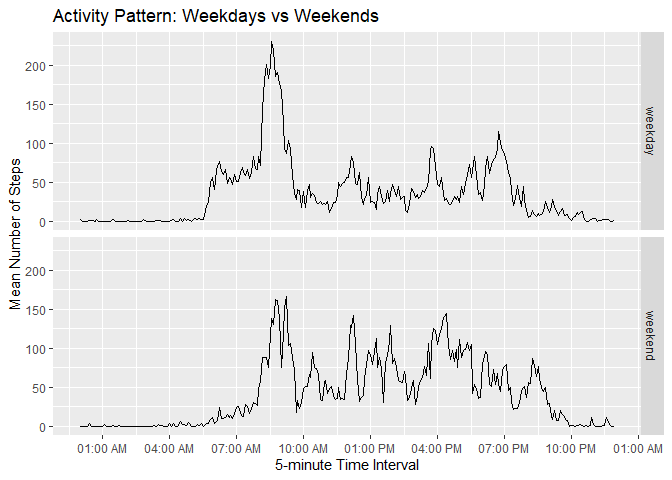 Activity Pattern: Weekdays vs Weekends
Mean Number of Steps
200
150
100
50
0
weekday
200
150
100
50
0
weekend
01:00 AM 04:00 AM 07:00 AM 10:00 AM 01:00 PM 04:00 PM 07:00 PM 10:00 PM 01:00 AM
5-minute Time Interval